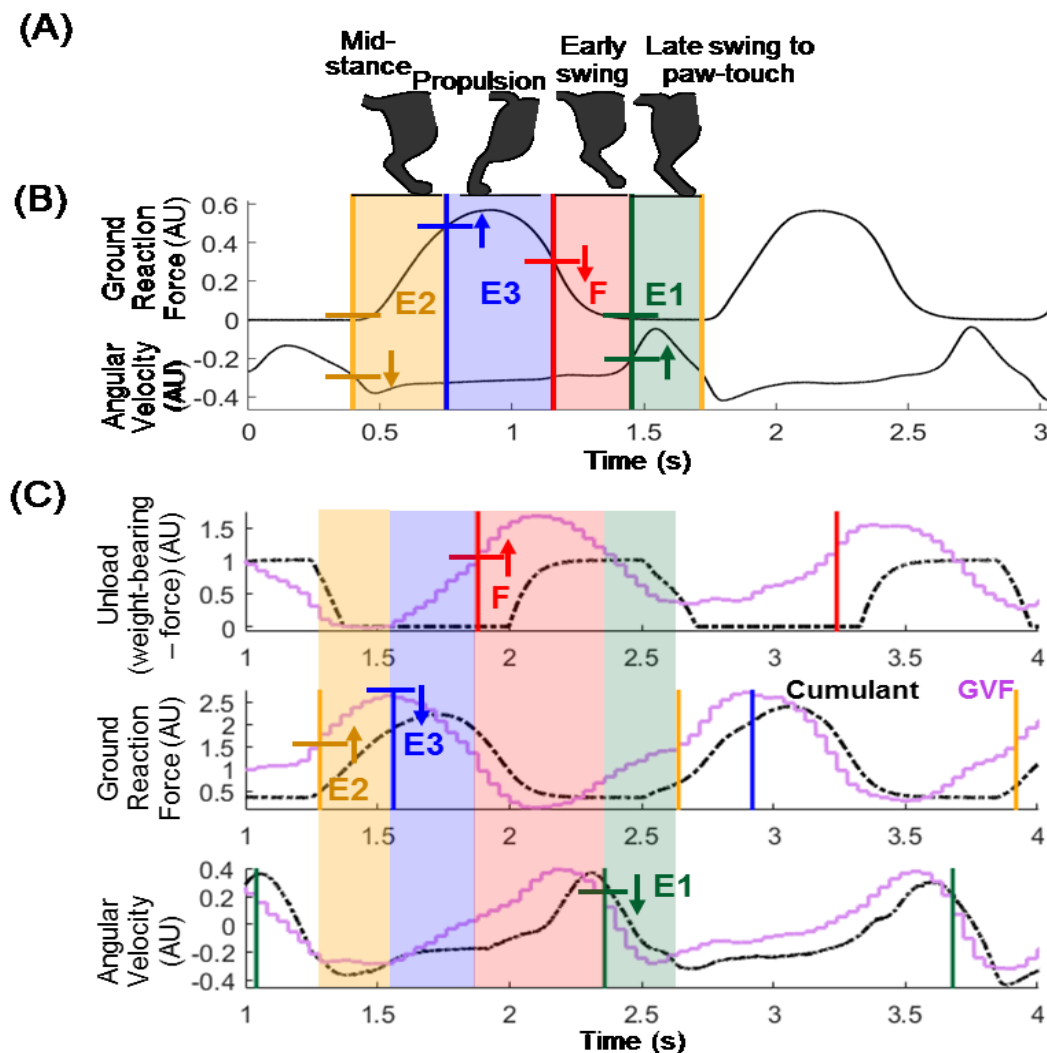 (A)
Mid-
stance
Propulsion
Early
swing
Late swing to
paw-touch
(B)
Ground
Reaction
Force (AU)
0.6
0.4
0
E2
E3
F
E1
Angular
Velocity
(AU)
-0.2
-0.4
0
0.5
1
1.5
2
2.5
3
Time (s)
(C)
Unload
(weight-bearing
– force) (AU)
1.5
1
0.5
0
F
1
1.5
2
2.5
3
3.5
4
Ground
Reaction
Force (AU)
2.5
2
1.5
1
0.5
E2
E3
Cumulant
GVF
1
1.5
2
2.5
3
3.5
4
Angular
Velocity
(AU)
0.4
0.2
0
-0.2
-0.4
E1
1
1.5
2
2.5
3
3.5
4
Time (s)